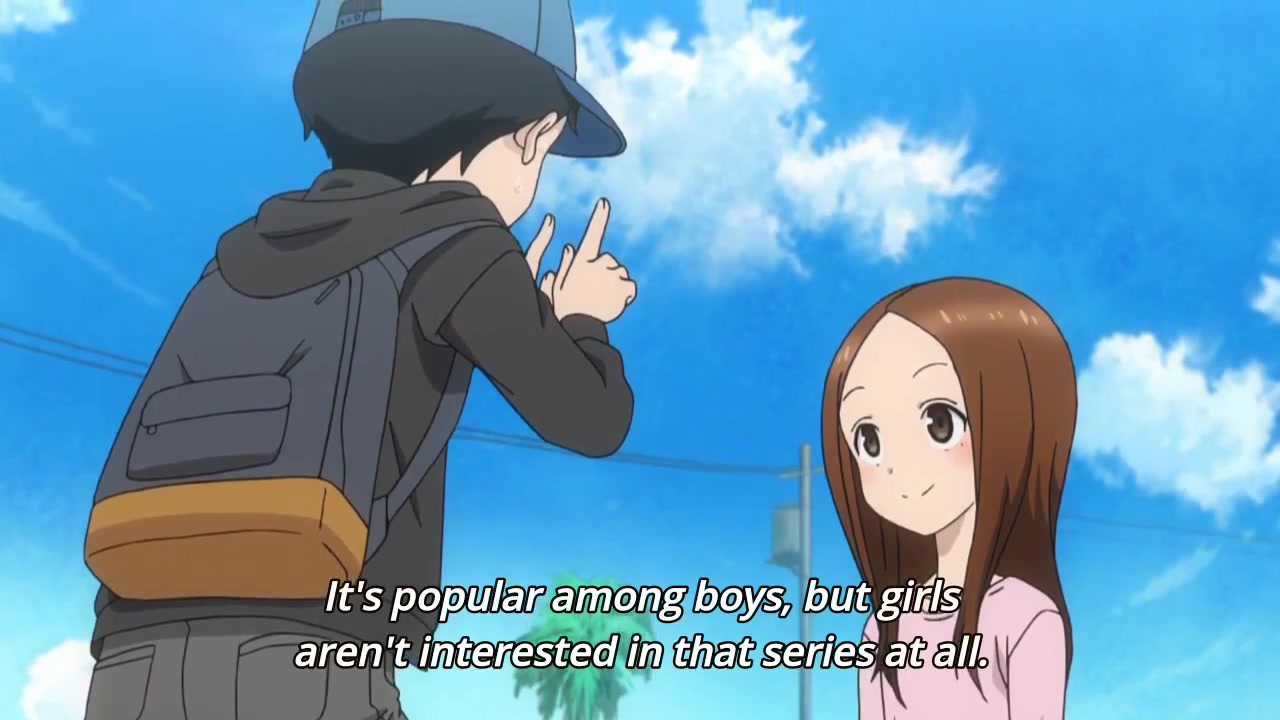 It's popular among boys, but girls
aren't interested in that series at all.